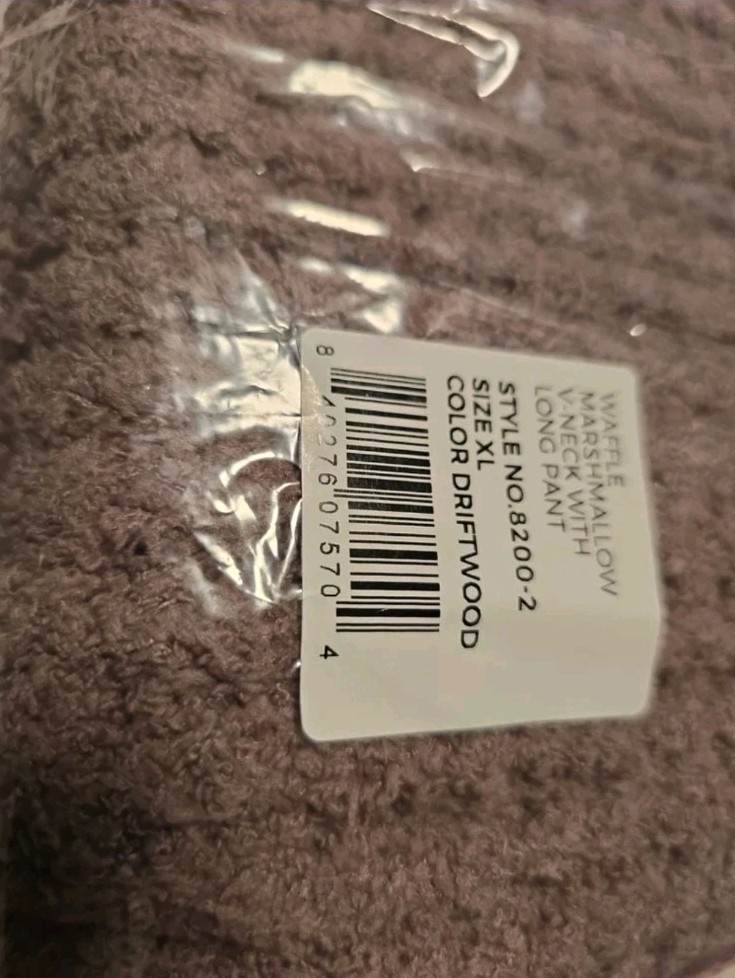 WAFFLE
MARSHMALLOW
V-NECK WITH
LONG PANT
STYLE NO.8200-2
SIZE XL
COLOR DRIFTWOOD
8 40276 07570 4